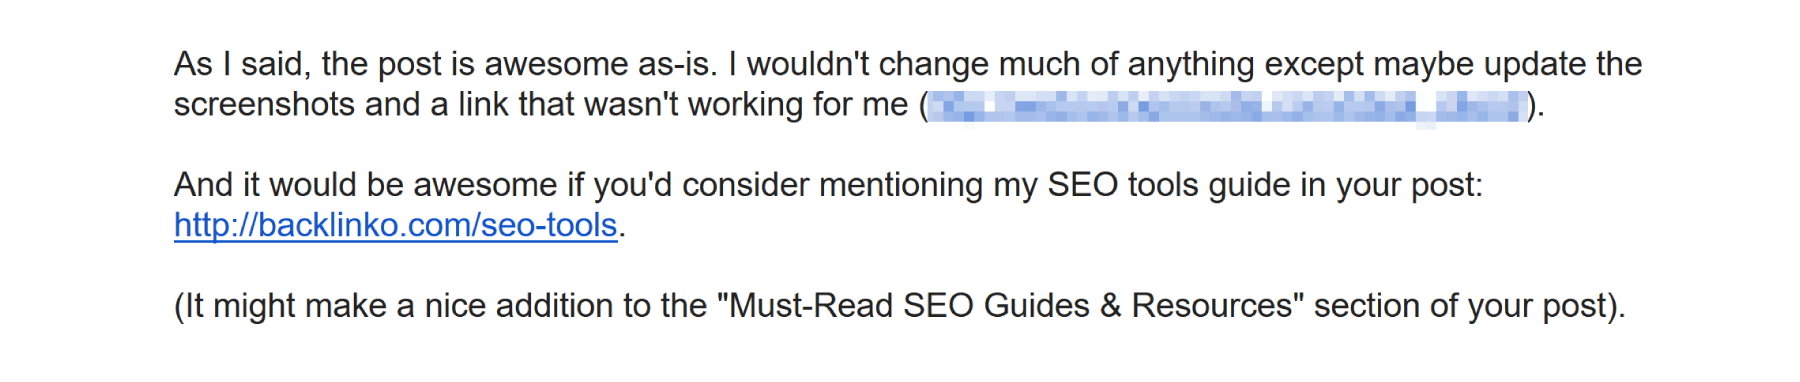 As I said, the post is awesome as-is. I wouldn't change much of anything except maybe update the
screenshots and a link that wasn't working for me ( ).
And it would be awesome if you'd consider mentioning my SEO tools guide in your post:
http://backlinko.com/seo-tools.
(It might make a nice addition to the "Must-Read SEO Guides & Resources" section of your post).